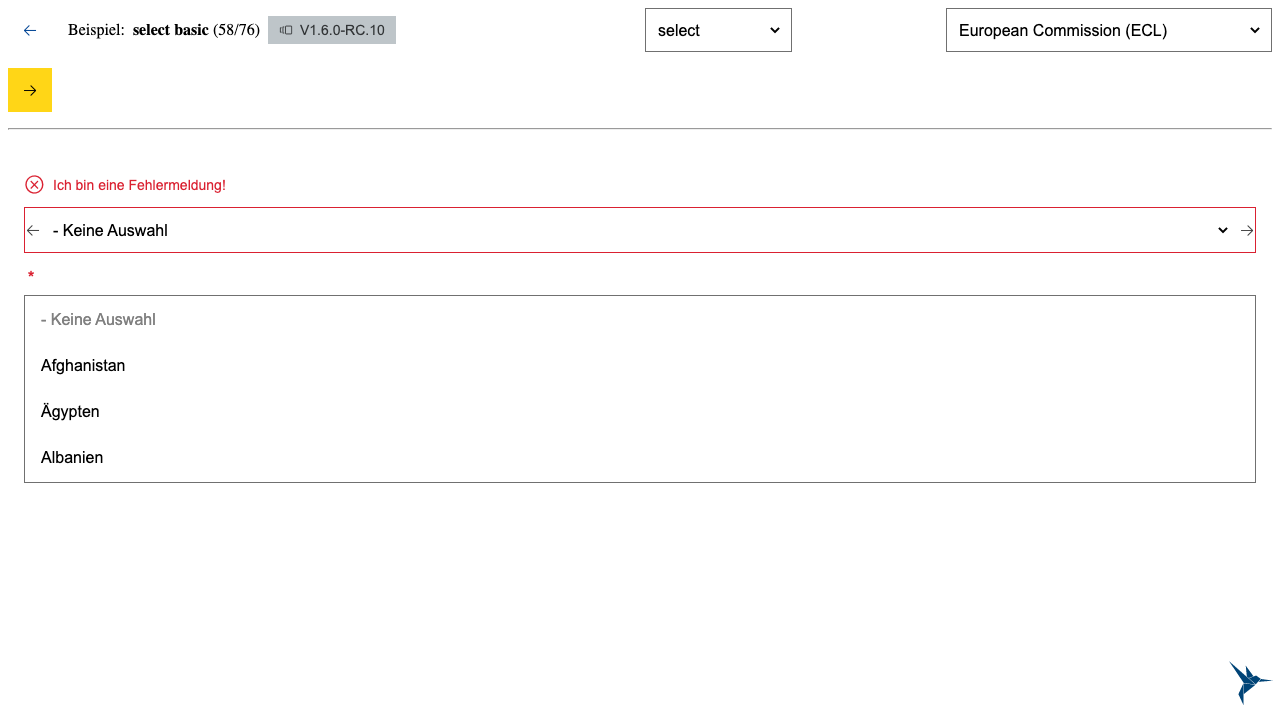 Beispiel: select basic (58/76) V1.6.0-RC.10 select European Commission (ECL)
Ich bin eine Fehlermeldung!
- Keine Auswahl
*
- Keine Auswahl
Afghanistan
Ägypten
Albanien